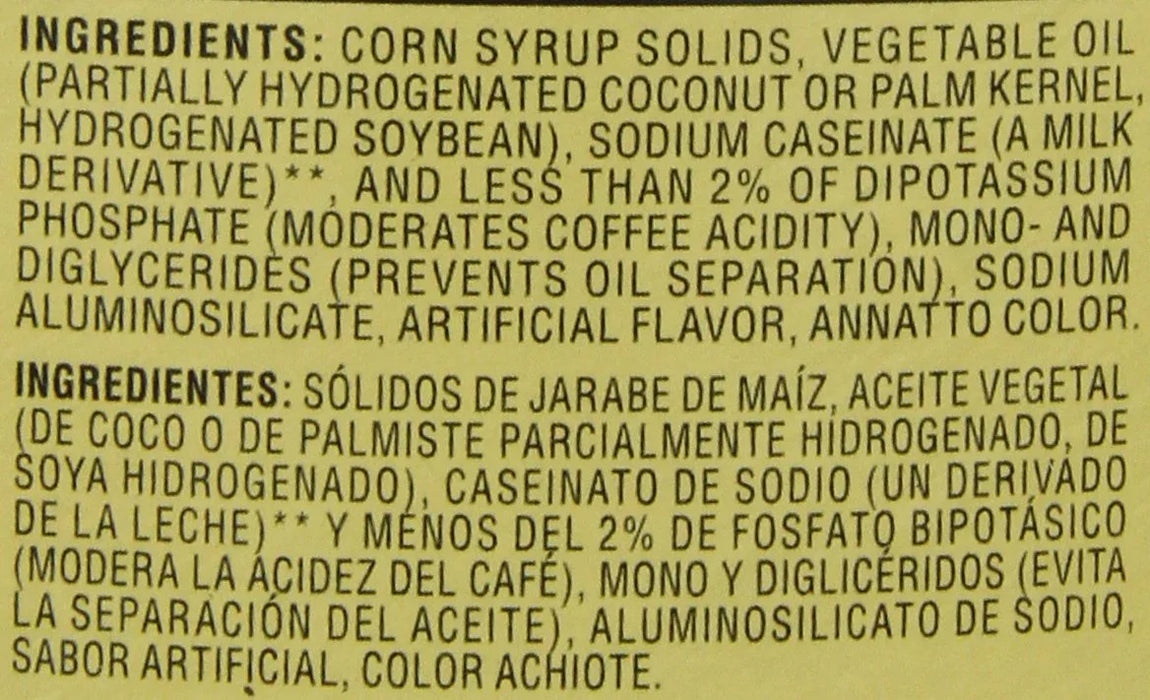 INGREDIENTS: CORN SYRUP SOLIDS, VEGETABLE OIL
(PARTIALLY HYDROGENATED COCONUT OR PALM KERNEL,
HYDROGENATED SOYBEAN), SODIUM CASEINATE (A MILK
DERIVATIVE)**, AND LESS THAN 2% OF DIPOTASSIUM
PHOSPHATE (MODERATES COFFEE ACIDITY), MONO- AND
DIGLYCERIDES (PREVENTS OIL SEPARATION), SODIUM
ALUMINOSILICATE, ARTIFICIAL FLAVOR, ANNATTO COLOR.
INGREDIENTES: SÓLIDOS DE JARABE DE MAÍZ, ACEITE VEGETAL
(DE COCO O DE PALMISTE PARCIALMENTE HIDROGENADO, DE
SOYA HIDROGENADO), CASEINATO DE SODIO (UN DERIVADO
DE LA LECHE)** Y MENOS DEL 2% DE FOSFATO BIPOTÁSICO
(MODERA LA ACIDEZ DEL CAFÉ), MONO Y DIGLICÉRIDOS (EVITA
LA SEPARACIÓN DEL ACEITE), ALUMINOSILICATO DE SODIO,
SABOR ARTIFICIAL, COLOR ACHIOTE.